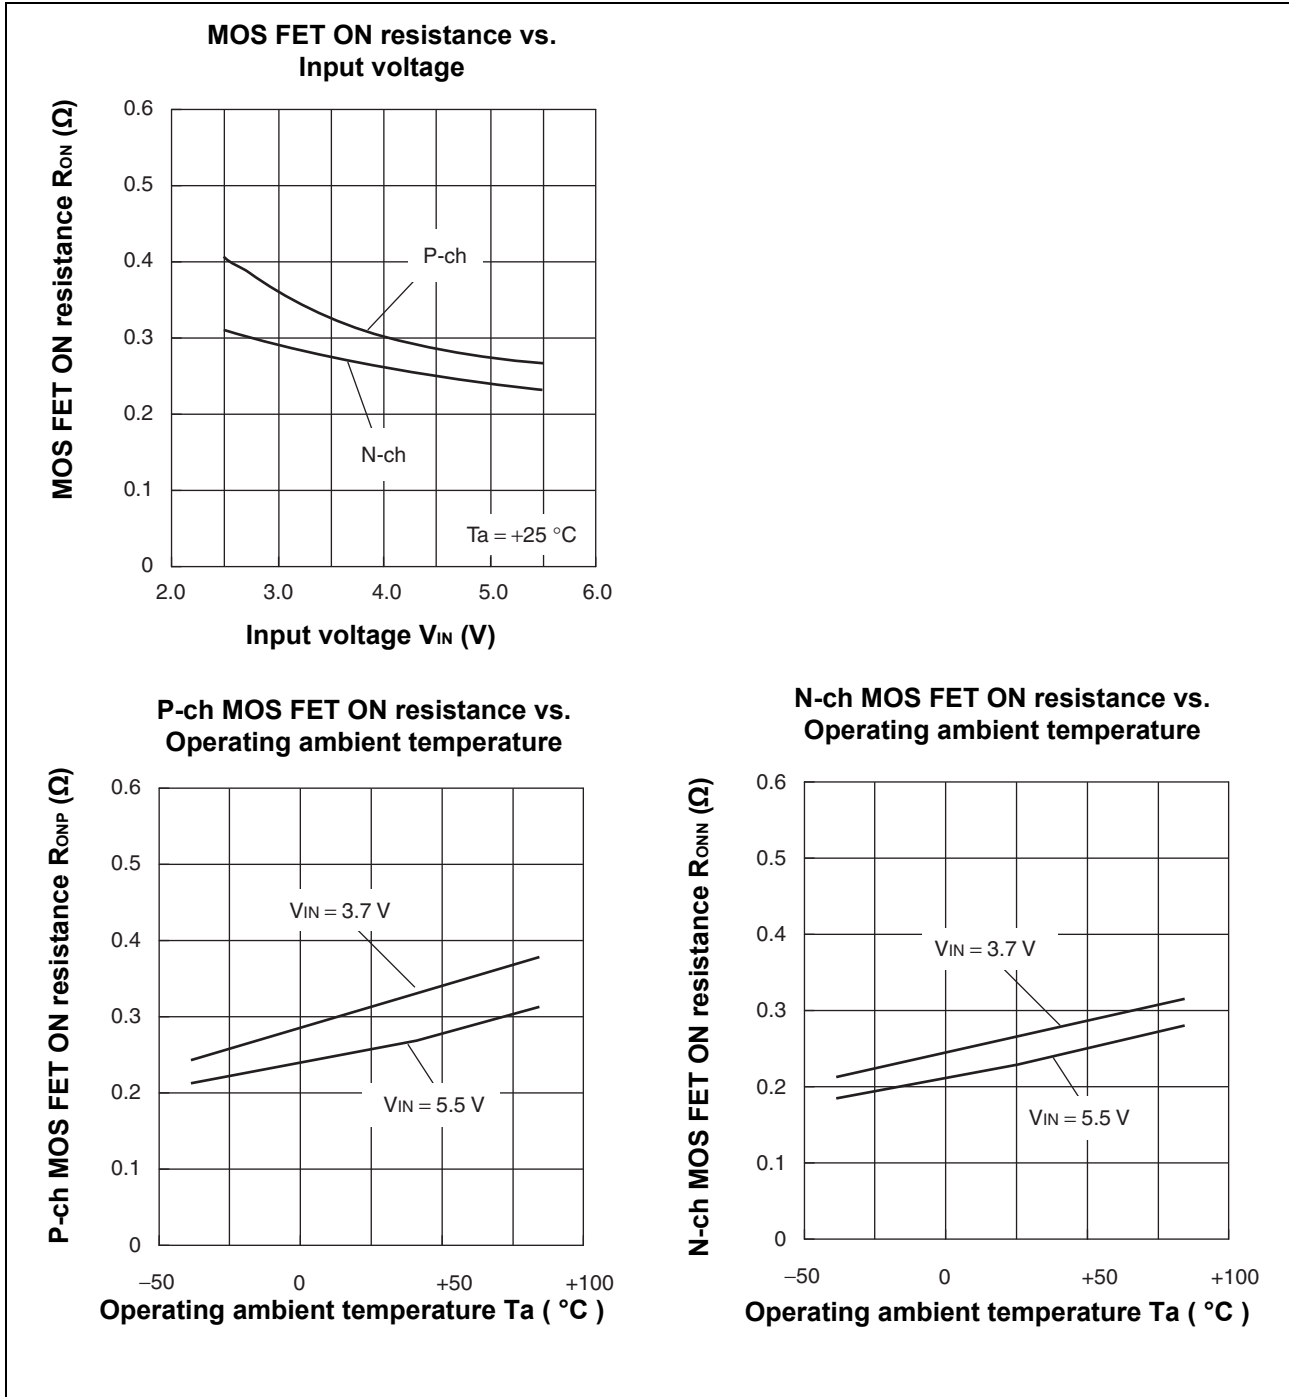 MOS FET ON resistance vs.
Input voltage
MOS FET ON resistance RON (Ω)
0.6
0.5
0.4
0.3
0.2
0.1
0
P-ch
N-ch
Ta = +25 °C
2.0 3.0 4.0 5.0 6.0
Input voltage VIN (V)
P-ch MOS FET ON resistance vs.
Operating ambient temperature
P-ch MOS FET ON resistance RONP (Ω)
0.6
0.5
0.4
0.3
0.2
0.1
0
VIN = 3.7 V
VIN = 5.5 V
−50 0 +50 +100
Operating ambient temperature Ta ( °C )
N-ch MOS FET ON resistance vs.
Operating ambient temperature
N-ch MOS FET ON resistance RONN (Ω)
0.6
0.5
0.4
0.3
0.2
0.1
0
VIN = 3.7 V
VIN = 5.5 V
−50 0 +50 +100
Operating ambient temperature Ta ( °C )